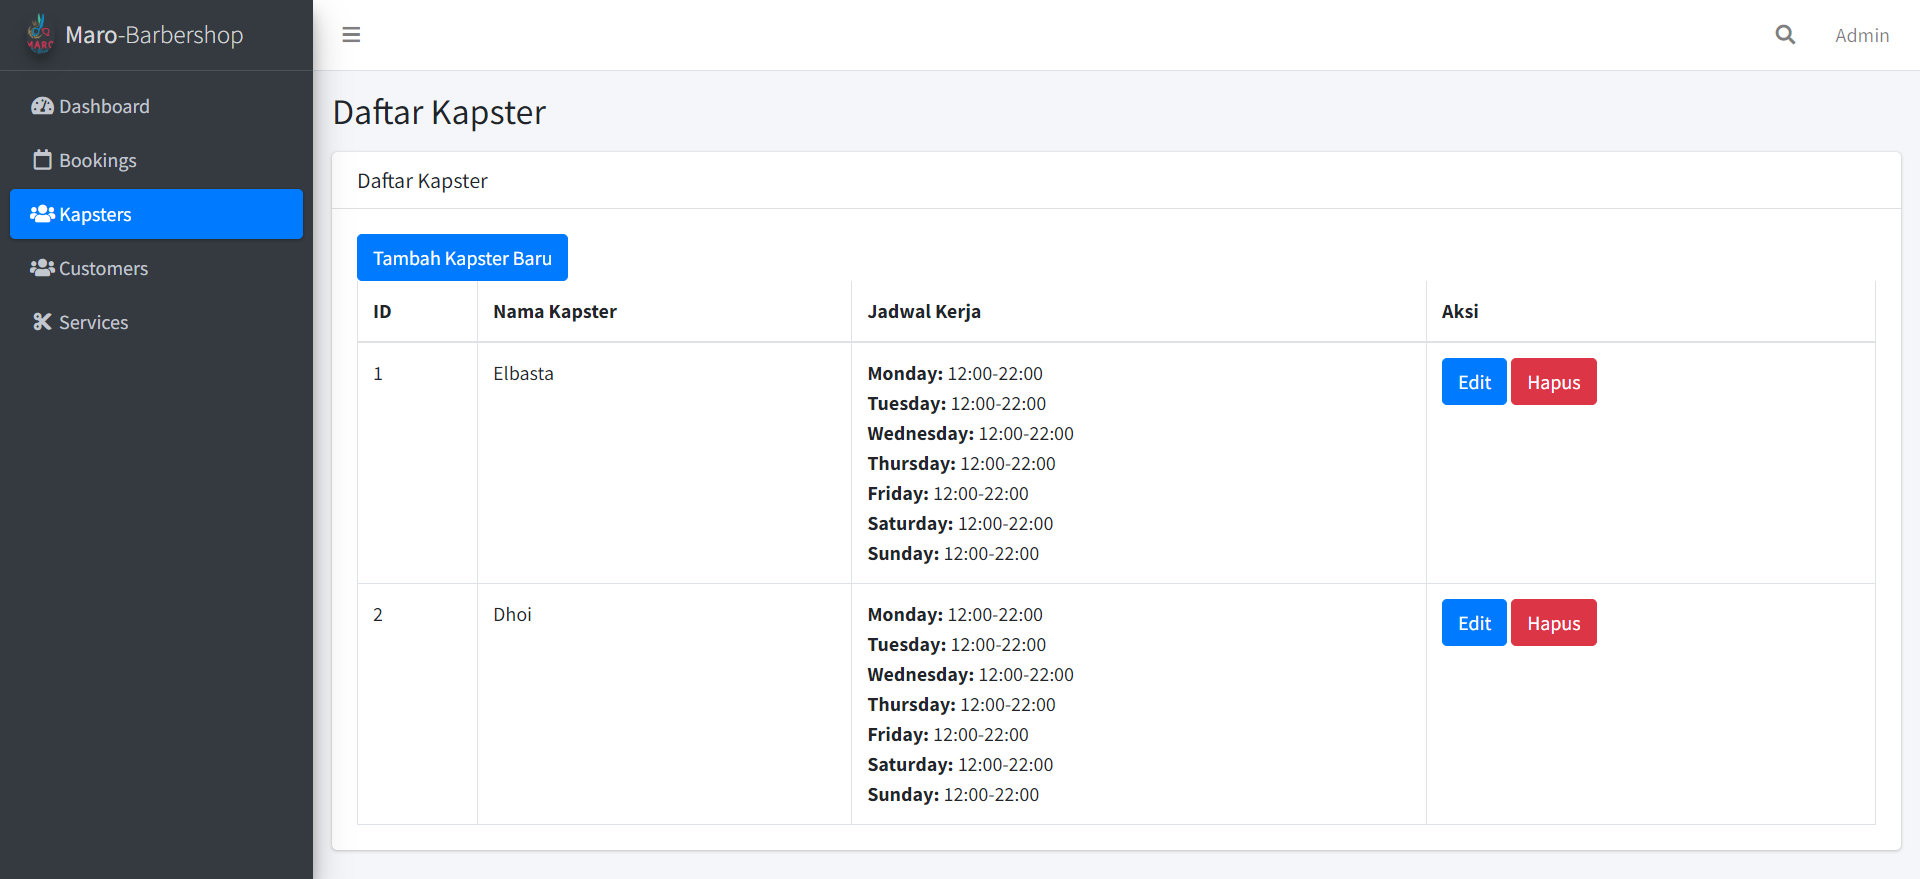 MARO
Maro-Barbershop
Admin
Dashboard
Bookings
Kapsters
Customers
Services
Daftar Kapster
Daftar Kapster
Tambah Kapster Baru
ID Nama Kapster Jadwal Kerja Aksi
1 Elbasta Monday: 12:00-22:00 Edit Hapus
Tuesday: 12:00-22:00
Wednesday: 12:00-22:00
Thursday: 12:00-22:00
Friday: 12:00-22:00
Saturday: 12:00-22:00
Sunday: 12:00-22:00
2 Dhoi Monday: 12:00-22:00 Edit Hapus
Tuesday: 12:00-22:00
Wednesday: 12:00-22:00
Thursday: 12:00-22:00
Friday: 12:00-22:00
Saturday: 12:00-22:00
Sunday: 12:00-22:00